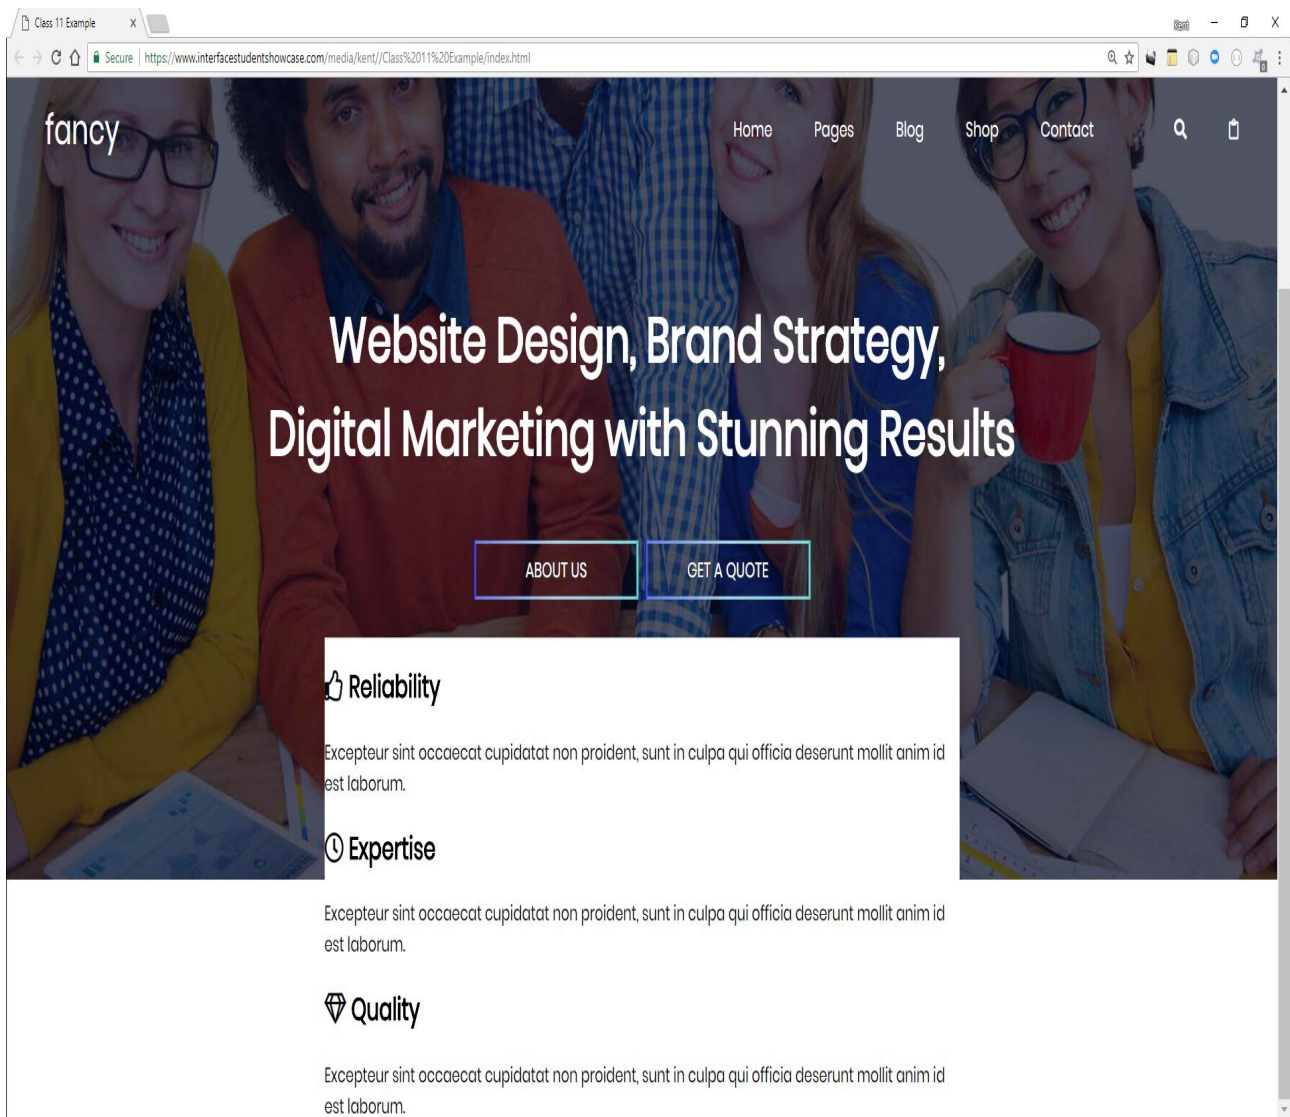 Class 11 Example
Kent
Secure https://www.interfacestudentshowcase.com/media/kent//Class%2011%20Example/index.html
0
fancy
Home Pages Blog Shop Contact
Website Design, Brand Strategy,
Digital Marketing with Stunning Results
ABOUT US GET A QUOTE
Reliability
Excepteur sint occaecat cupidatat non proident, sunt in culpa qui officia deserunt mollit anim id
est laborum.
Expertise
Excepteur sint occaecat cupidatat non proident, sunt in culpa qui officia deserunt mollit anim id
est laborum.
Quality
Excepteur sint occaecat cupidatat non proident, sunt in culpa qui officia deserunt mollit anim id
est laborum.